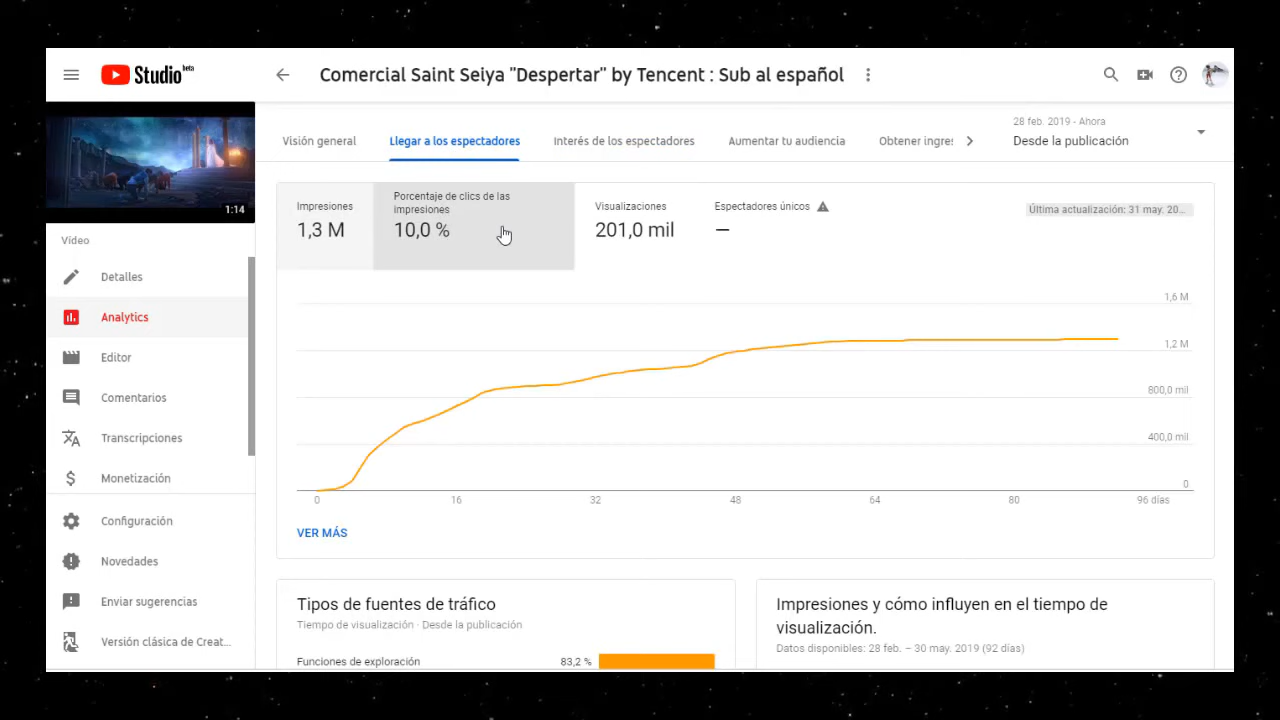 Studio beta
Comercial Saint Seiya "Despertar" by Tencent : Sub al español
1:14
Vídeo
Detalles
Analytics
Editor
Comentarios
Transcripciones
Monetización
Configuración
Novedades
Enviar sugerencias
Versión clásica de Creat...
Visión general
Llegar a los espectadores
Interés de los espectadores
Aumentar tu audiencia
Obtener ingre
28 feb. 2019 - Ahora
Desde la publicación
Impresiones
1,3 M
Porcentaje de clics de las
impresiones
10,0 %
Visualizaciones
201,0 mil
Espectadores únicos
—
Última actualización: 31 may. 20...
1,6 M
1,2 M
800,0 mil
400,0 mil
0
0 16 32 48 64 80 96 días
VER MÁS
Tipos de fuentes de tráfico
Tiempo de visualización · Desde la publicación
Funciones de exploración 83,2 %
Impresiones y cómo influyen en el tiempo de
visualización.
Datos disponibles: 28 feb. – 30 may. 2019 (92 días)